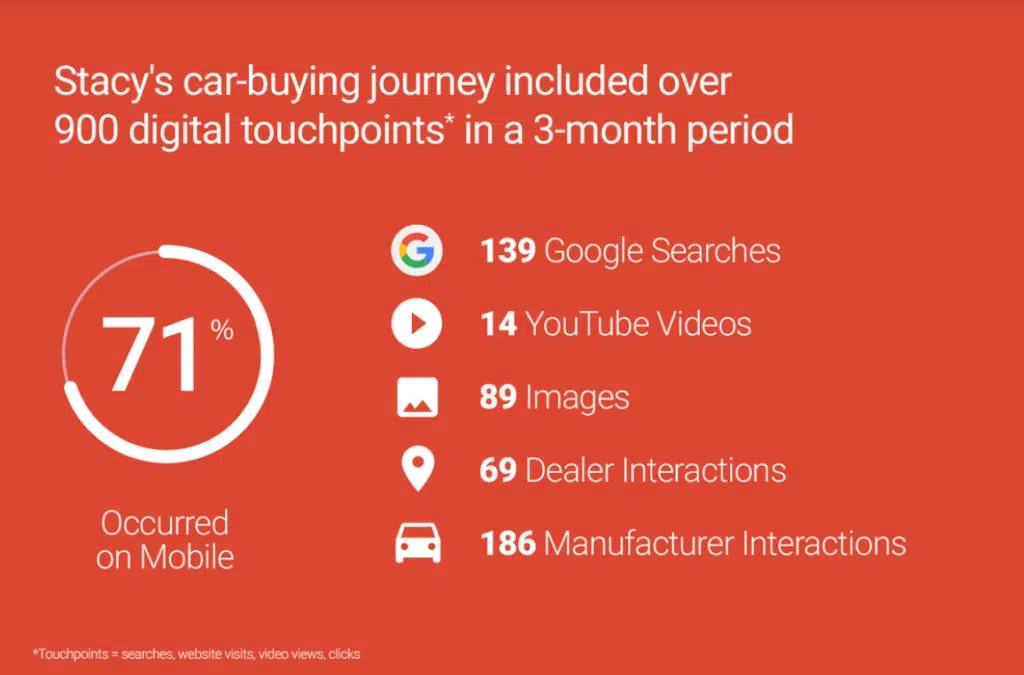 Stacy's car-buying journey included over
900 digital touchpoints* in a 3-month period
71%
Occurred
on Mobile
139 Google Searches
14 YouTube Videos
89 Images
69 Dealer Interactions
186 Manufacturer Interactions
*Touchpoints = searches, website visits, video views, clicks